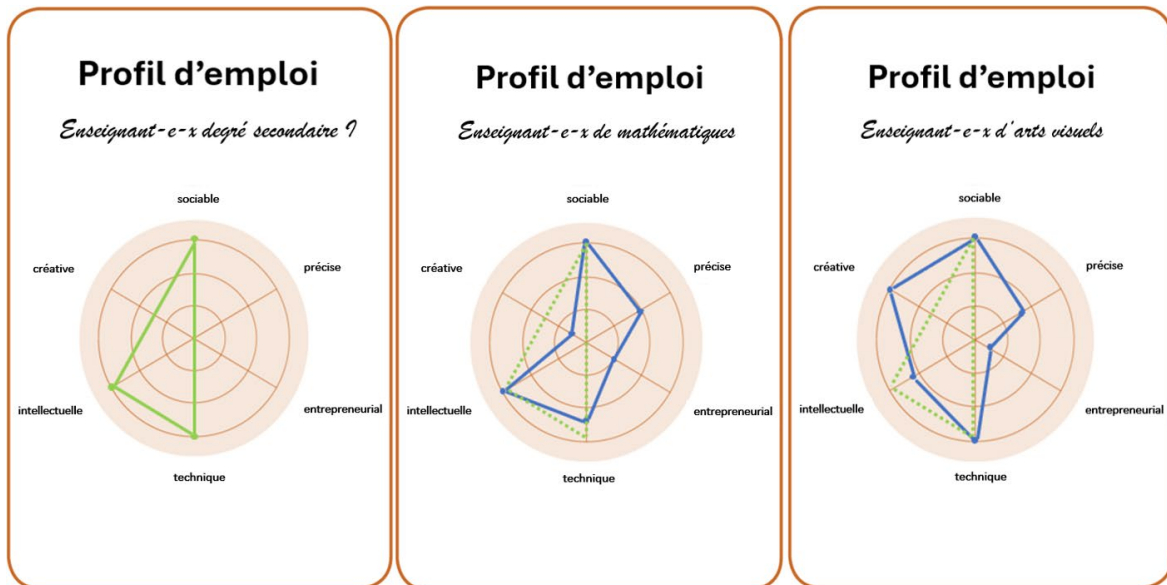 Profil d'emploi
Enseignant-e-x degré secondaire I
sociable
créative
précise
intellectuelle
entrepreneurial
technique
Profil d'emploi
Enseignant-e-x de mathématiques
sociable
créative
précise
intellectuelle
entrepreneurial
technique
Profil d'emploi
Enseignant-e-x d'arts visuels
sociable
créative
précise
intellectuelle
entrepreneurial
technique